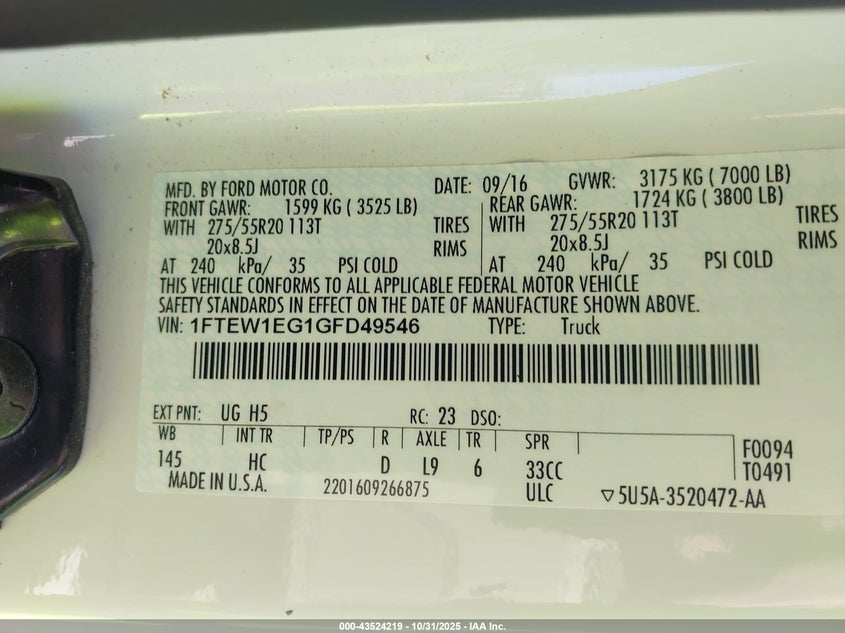 MFD. BY FORD MOTOR CO. DATE: 09/16 GVWR: 3175 KG ( 7000 LB)
FRONT GAWR: 1599 KG ( 3525 LB) REAR GAWR: 1724 KG ( 3800 LB)
WITH 275/55R20 113T TIRES WITH 275/55R20 113T TIRES
20x8.5J RIMS 20x8.5J RIMS
AT 240 kPa/ 35 PSI COLD AT 240 kPa/ 35 PSI COLD
THIS VEHICLE CONFORMS TO ALL APPLICABLE FEDERAL MOTOR VEHICLE
SAFETY STANDARDS IN EFFECT ON THE DATE OF MANUFACTURE SHOWN ABOVE.
VIN: 1FTEW1EG1GFD49546 TYPE: Truck
EXT PNT: UG H5 RC: 23 DSO:
WB INT TR TP/PS R AXLE TR SPR F0094
145 HC D L9 6 33CC T0491
MADE IN U.S.A. 2201609266875 ULC ▽5U5A-3520472-AA
000-43524219 - 10/31/2025 - IAA Inc.